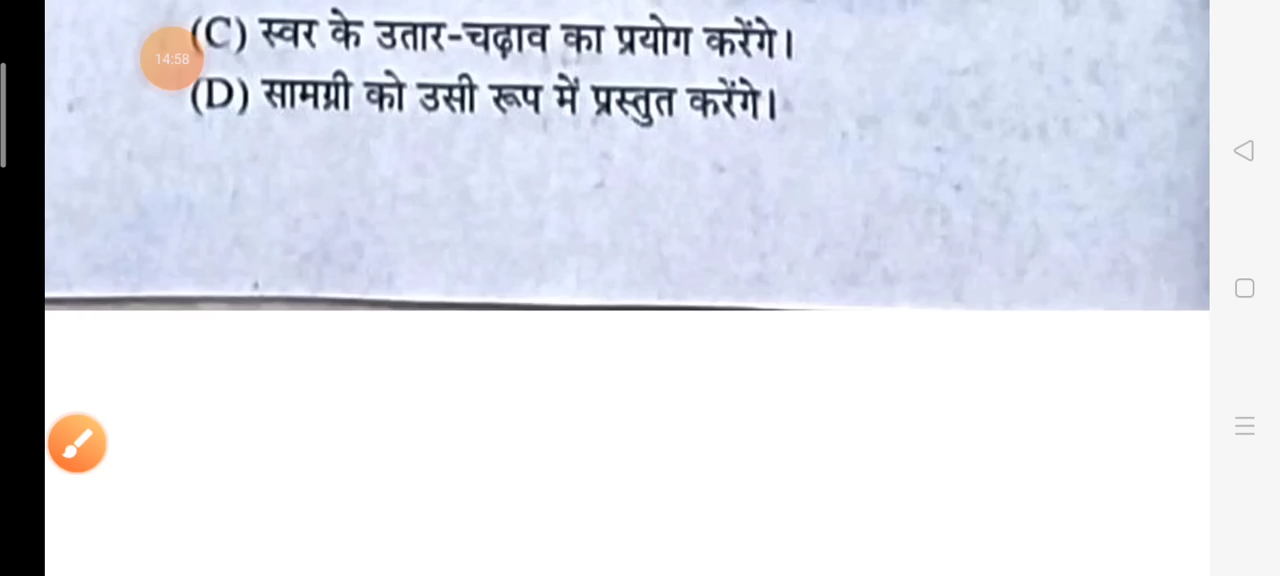 (C) स्वर के उतार-चढ़ाव का प्रयोग करेंगे।
14:58
(D) सामग्री को उसी रूप में प्रस्तुत करेंगे।